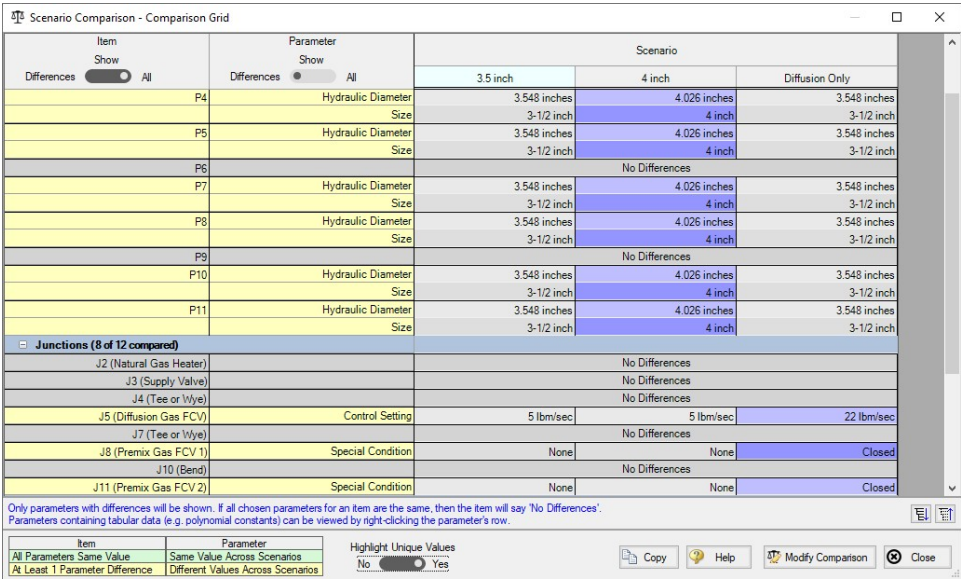 Scenario Comparison - Comparison Grid
Item Parameter Scenario
Show Show
Differences All Differences All 3.5 inch 4 inch Diffusion Only
P4 Hydraulic Diameter 3.548 inches 4.026 inches 3.548 inches
Size 3-1/2 inch 4 inch 3-1/2 inch
P5 Hydraulic Diameter 3.548 inches 4.026 inches 3.548 inches
Size 3-1/2 inch 4 inch 3-1/2 inch
P6 No Differences
P7 Hydraulic Diameter 3.548 inches 4.026 inches 3.548 inches
Size 3-1/2 inch 4 inch 3-1/2 inch
P8 Hydraulic Diameter 3.548 inches 4.026 inches 3.548 inches
Size 3-1/2 inch 4 inch 3-1/2 inch
P9 No Differences
P10 Hydraulic Diameter 3.548 inches 4.026 inches 3.548 inches
Size 3-1/2 inch 4 inch 3-1/2 inch
P11 Hydraulic Diameter 3.548 inches 4.026 inches 3.548 inches
Size 3-1/2 inch 4 inch 3-1/2 inch
Junctions (8 of 12 compared)
J2 (Natural Gas Heater) No Differences
J3 (Supply Valve) No Differences
J4 (Tee or Wye) No Differences
J5 (Diffusion Gas FCV) Control Setting 5 lbm/sec 5 lbm/sec 22 lbm/sec
J7 (Tee or Wye) No Differences
J8 (Premix Gas FCV 1) Special Condition None None Closed
J10 (Bend) No Differences
J11 (Premix Gas FCV 2) Special Condition None None Closed
Only parameters with differences will be shown. If all chosen parameters for an item are the same, then the item will say 'No Differences'.
Parameters containing tabular data (e.g. polynomial constants) can be viewed by right-clicking the parameter's row.
Item Parameter
All Parameters Same Value Same Value Across Scenarios
At Least 1 Parameter Difference Different Values Across Scenarios
Highlight Unique Values
No Yes
Copy Help Modify Comparison Close